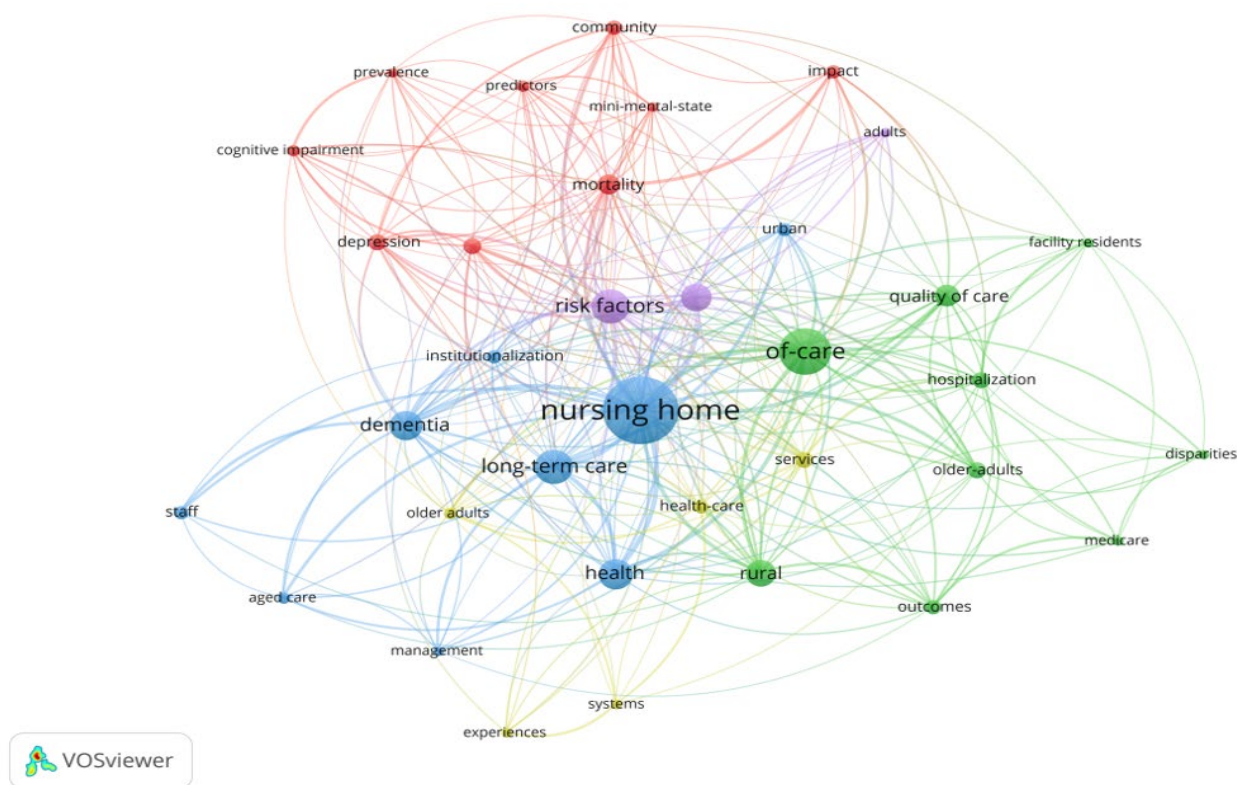 community
prevalence
impact
predictors
mini-mental-state
adults
cognitive impairment
mortality
urban
depression
facility residents
risk factors
quality of care
of-care
institutionalization
hospitalization
nursing home
dementia
services
disparities
long-term care
older-adults
staff
older adults
health-care
medicare
health
rural
aged care
outcomes
management
systems
experiences
VOSviewer